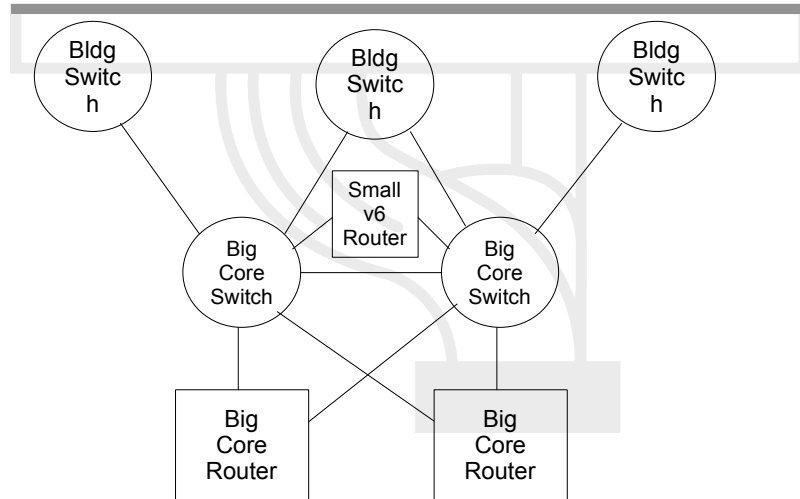 Bldg
Switc
h
Bldg
Switc
h
Bldg
Switc
h
Small
v6
Router
Big
Core
Switch
Big
Core
Switch
Big
Core
Router
Big
Core
Router